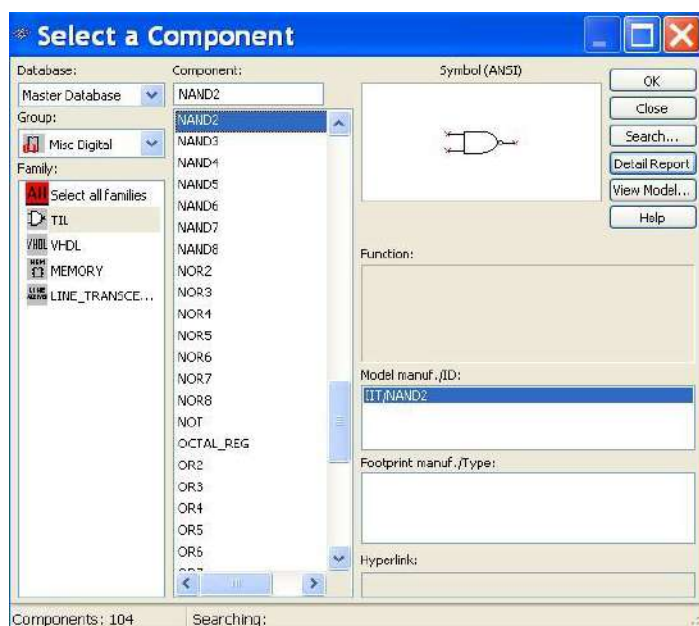 Select a Component
Database:
Master Database
Group:
Misc Digital
Family:
All Select all families
TIL
VHDL VHDL
MEMORY
LINE_TRANSCE...
Component:
NAND2
NAND2
NAND3
NAND4
NAND5
NAND6
NAND7
NAND8
NOR2
NOR3
NOR4
NOR5
NOR6
NOR7
NOR8
NOT
OCTAL_REG
OR2
OR3
OR4
OR5
OR6
Symbol (ANSI)
Function:
Model manuf./ID:
IIT/NAND2
Footprint manuf./Type:
Hyperlink:
OK
Close
Search...
Detail Report
View Model...
Help
Components: 104
Searching: